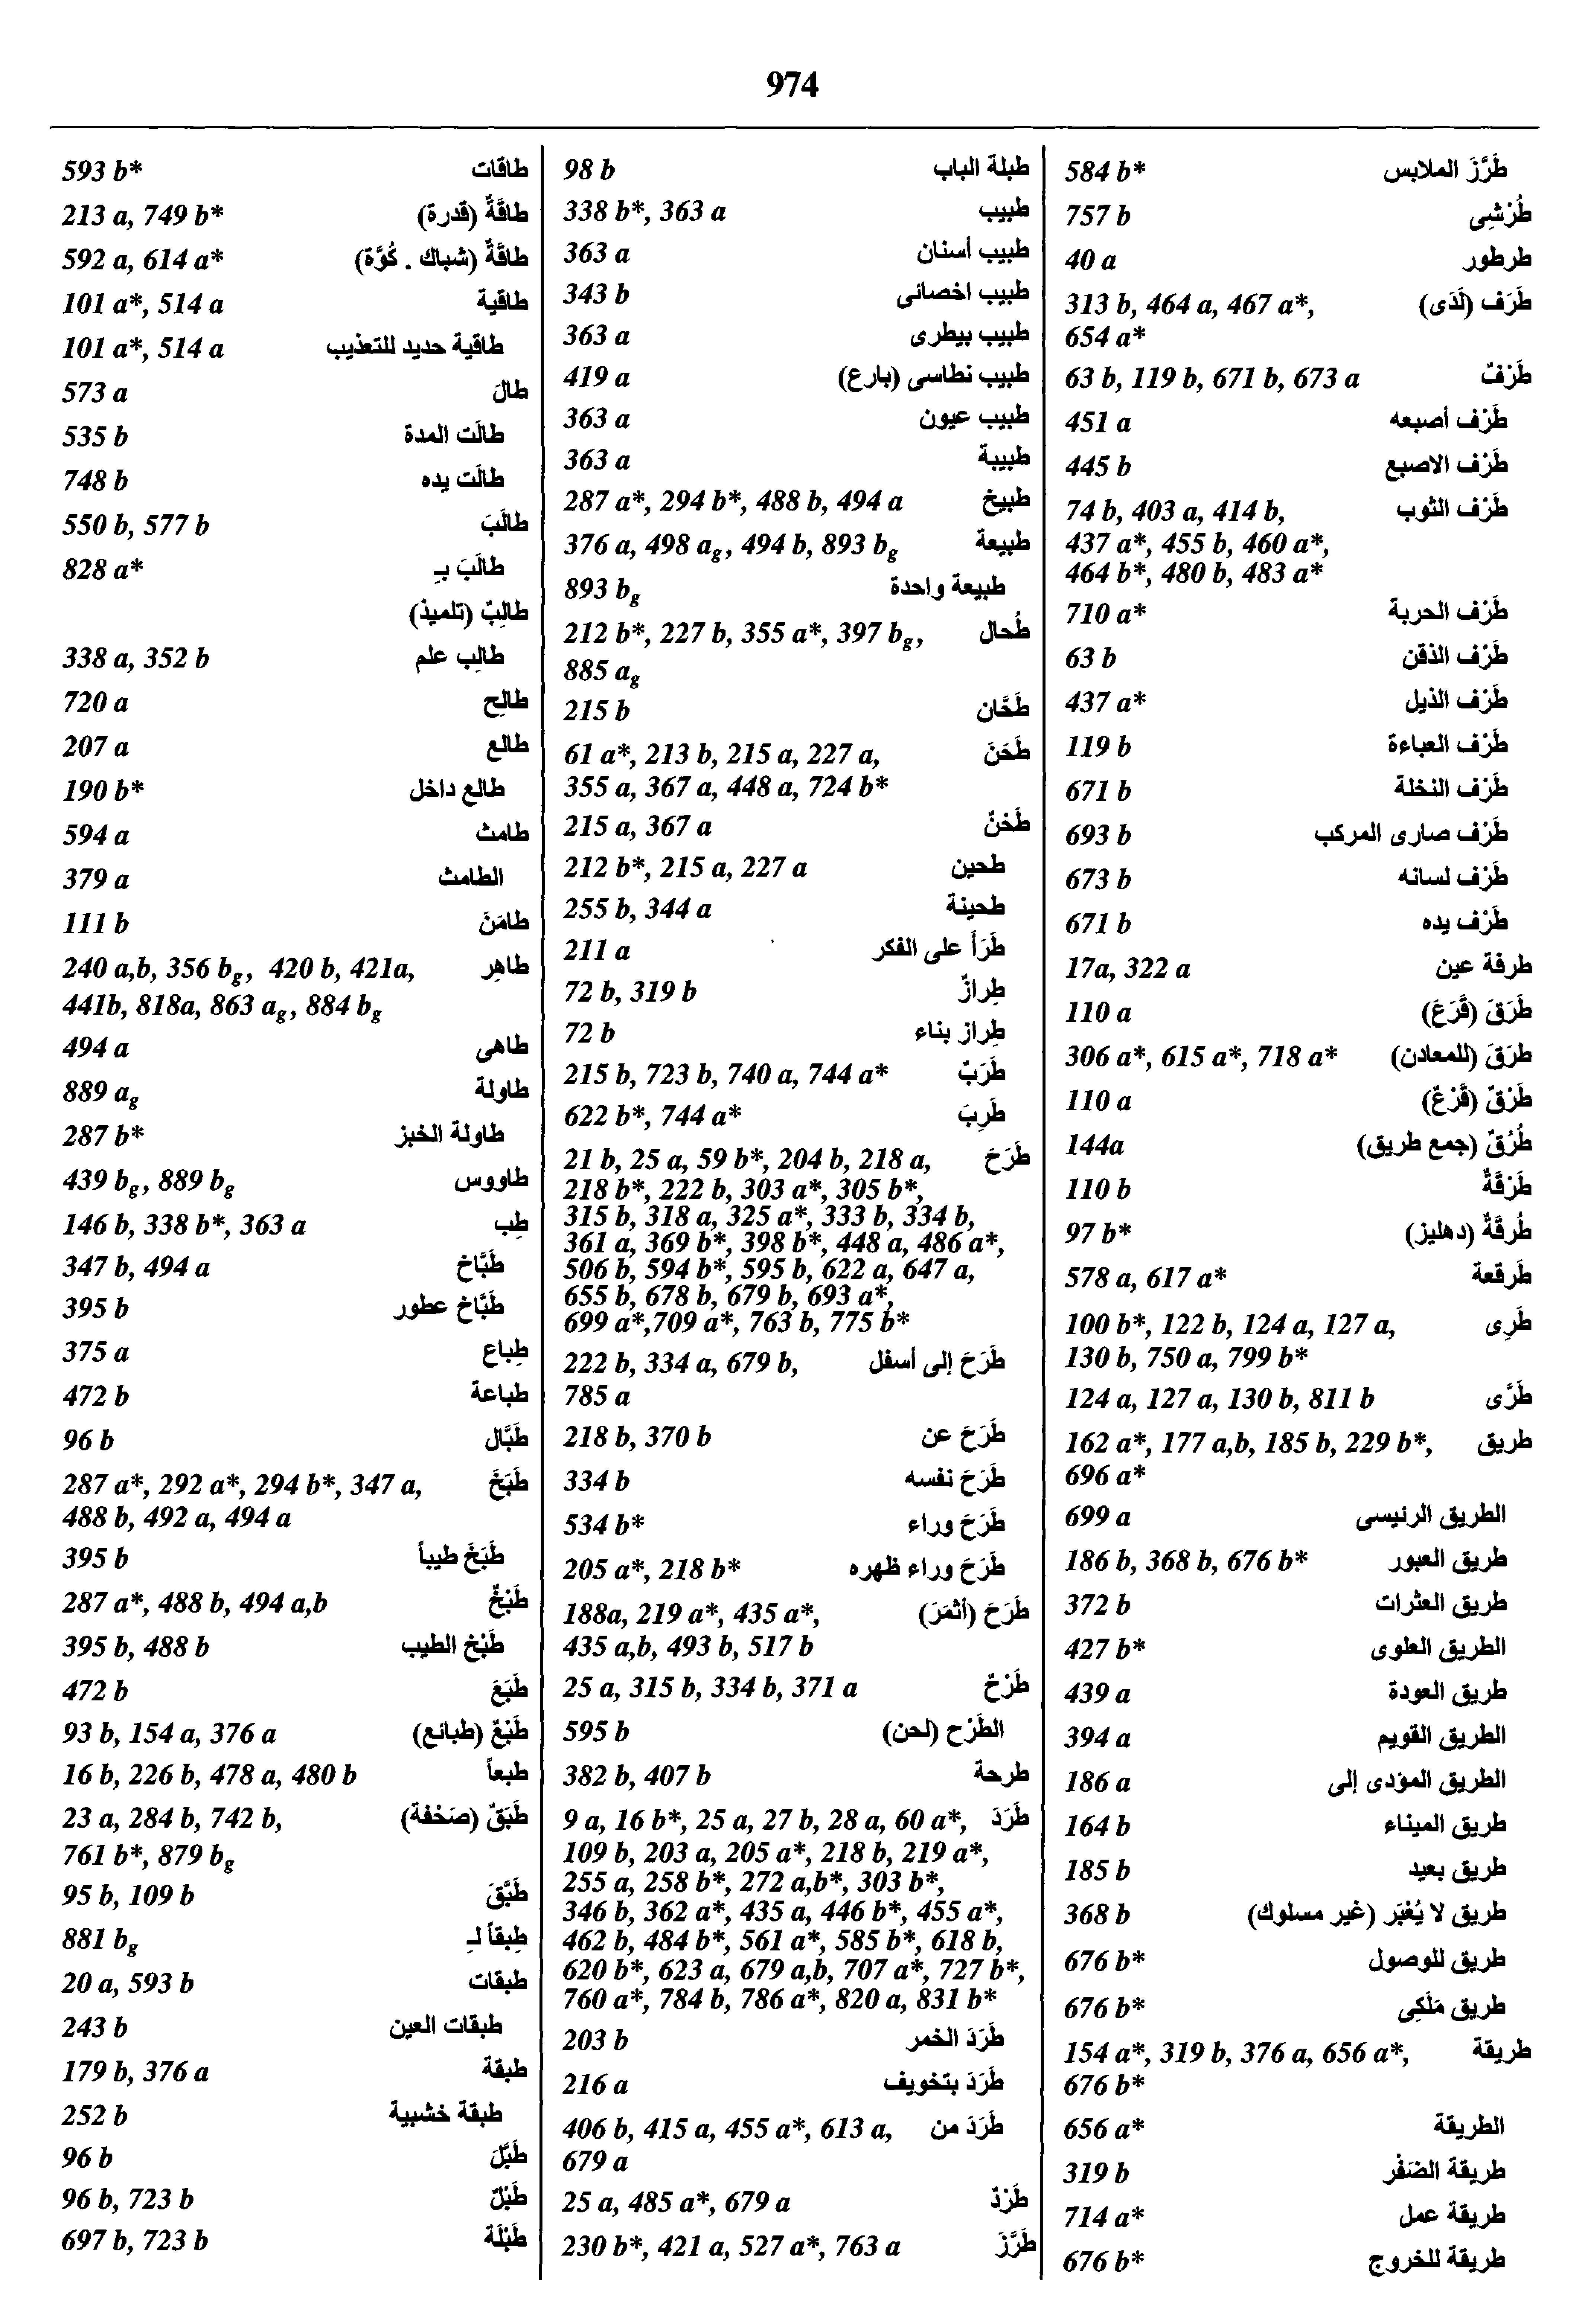 974
593 b* طاقات
213 a, 749 b* طاقَةٌ (قدرة)
592 a, 614 a* طاقَةٌ (شباك . كُوَّة)
101 a*, 514 a طاقية
101 a*, 514 a طاقية حديد للتعذيب
573 a طالَ
535 b طالَت المدة
748 b طالَت يده
550 b, 577 b طالَبَ
828 a* طالَبَ بـِ
طالِبٌ (تلميذ)
338 a, 352 b طالِب علم
720 a طالِح
207 a طالع
190 b* طالع داخل
594 a طامث
379 a الطامث
111 b طامَنَ
240 a,b, 356 bg, 420 b, 421a, طاهِر
441b, 818a, 863 ag, 884 bg
494 a طاهى
889 ag طاولة
287 b* طاولة الخبز
439 bg, 889 bg طاووس
146 b, 338 b*, 363 a طِب
347 b, 494 a طَبَّاخ
395 b طَبَّاخ عطور
375 a طِباع
472 b طباعة
96 b طَبَّال
287 a*, 292 a*, 294 b*, 347 a, طَبَخَ
488 b, 492 a, 494 a
395 b طَبَخَ طيباً
287 a*, 488 b, 494 a,b طَبْخٌ
395 b, 488 b طَبْخ الطيب
472 b طَبَعَ
93 b, 154 a, 376 a طَبْعٌ (طبائع)
16 b, 226 b, 478 a, 480 b طبعاً
23 a, 284 b, 742 b, طَبَقٌ (صَحْفة)
761 b*, 879 bg
95 b, 109 b طَبَّقَ
881 bg طِبقاً لـِ
20 a, 593 b طبقات
243 b طبقات العين
179 b, 376 a طبقة
252 b طبقة خشبية
96 b طَبَّلَ
96 b, 723 b طَبْلٌ
697 b, 723 b طَبْلَة
98 b طبلة الباب
338 b*, 363 a طبيب
363 a طبيب أسنان
343 b طبيب اخصائى
363 a طبيب بيطرى
419 a طبيب نطاسى (بارع)
363 a طبيب عيون
363 a طبيبة
287 a*, 294 b*, 488 b, 494 a طبيخ
376 a, 498 ag, 494 b, 893 bg طبيعة
893 bg طبيعة واحدة
212 b*, 227 b, 355 a*, 397 bg, طُحال
885 ag
215 b طَحَّان
61 a*, 213 b, 215 a, 227 a, طَحَنَ
355 a, 367 a, 448 a, 724 b*
215 a, 367 a طَحْنٌ
212 b*, 215 a, 227 a طحين
255 b, 344 a طحينة
211 a طَرَأَ على الفكر
72 b, 319 b طِرازٌ
72 b طِراز بناء
215 b, 723 b, 740 a, 744 a* طَرَبٌ
622 b*, 744 a* طَرِبَ
21 b, 25 a, 59 b*, 204 b, 218 a, طَرَحَ
218 b*, 222 b, 303 a*, 305 b*,
315 b, 318 a, 325 a*, 333 b, 334 b,
361 a, 369 b*, 398 b*, 448 a, 486 a*,
506 b, 594 b*, 595 b, 622 a, 647 a,
655 b, 678 b, 679 b, 693 a*,
699 a*,709 a*, 763 b, 775 b*
222 b, 334 a, 679 b, طَرَحَ إلى أسفل
785 a
218 b, 370 b طَرَحَ عن
334 b طَرَحَ نفسه
534 b* طَرَحَ وراء
205 a*, 218 b* طَرَحَ وراء ظهره
188a, 219 a*, 435 a*, طَرَحَ (أثمَرَ)
435 a,b, 493 b, 517 b
25 a, 315 b, 334 b, 371 a طَرْحٌ
595 b الطَرْح (لحن)
382 b, 407 b طرحة
9 a, 16 b*, 25 a, 27 b, 28 a, 60 a*, طَرَدَ
109 b, 203 a, 205 a*, 218 b, 219 a*,
255 a, 258 b*, 272 a,b*, 303 b*,
346 b, 362 a*, 435 a, 446 b*, 455 a*,
462 b, 484 b*, 561 a*, 585 b*, 618 b,
620 b*, 623 a, 679 a,b, 707 a*, 727 b*,
760 a*, 784 b, 786 a*, 820 a, 831 b*
203 b طَرَدَ الخمر
216 a طَرَدَ بتخويف
406 b, 415 a, 455 a*, 613 a, طَرَدَ من
679 a
25 a, 485 a*, 679 a طَرْدٌ
230 b*, 421 a, 527 a*, 763 a طَرَّزَ
584 b* طَرَّزَ الملابس
757 b طُرْشِى
40 a طرطور
313 b, 464 a, 467 a*, طَرَف (لَدَى)
654 a*
63 b, 119 b, 671 b, 673 a طَرْفٌ
451 a طَرْف أصبعه
445 b طَرْف الاصبع
74 b, 403 a, 414 b, طَرْف الثوب
437 a*, 455 b, 460 a*,
464 b*, 480 b, 483 a*
710 a* طَرْف الحربة
63 b طَرْف الذقن
437 a* طَرْف الذيل
119 b طَرْف العباءة
671 b طَرْف النخلة
693 b طَرْف صارى المركب
673 b طَرْف لسانه
671 b طَرْف يده
17a, 322 a طرفة عين
110 a طَرَقَ (قَرَعَ)
306 a*, 615 a*, 718 a* طَرَقَ (للمعادن)
110 a طَرْقٌ (قَرْعٌ)
144a طُرُقٌ (جمع طريق)
110 b طَرْقَةٌ
97 b* طُرقَةٌ (دهليز)
578 a, 617 a* طرقعة
100 b*, 122 b, 124 a, 127 a, طَرِى
130 b, 750 a, 799 b*
124 a, 127 a, 130 b, 811 b طَرَّى
162 a*, 177 a,b, 185 b, 229 b*, طريق
696 a*
699 a الطريق الرئيسى
186 b, 368 b, 676 b* طريق العبور
372 b طريق العثرات
427 b* الطريق العلوى
439 a طريق العودة
394 a الطريق القويم
186 a الطريق المؤدى إلى
164 b طريق الميناء
185 b طريق بعيد
368 b طريق لا يُعْبَر (غير مسلوك)
676 b* طريق للوصول
676 b* طريق مَلَكِى
154 a*, 319 b, 376 a, 656 a*, طريقة
676 b*
656 a* الطريقة
319 b طريقة الضَفْر
714 a* طريقة عمل
676 b* طريقة للخروج